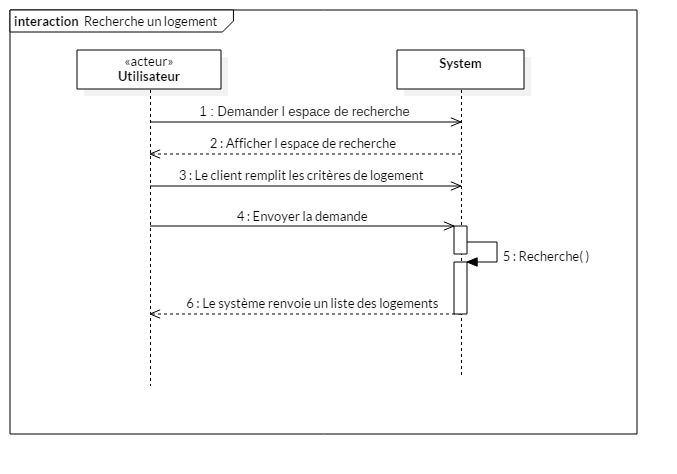 interaction Recherche un logement
«acteur»
Utilisateur
System
1 : Demander l espace de recherche
2 : Afficher l espace de recherche
3 : Le client remplit les critères de logement
4 : Envoyer la demande
5 : Recherche( )
6 : Le système renvoie un liste des logements